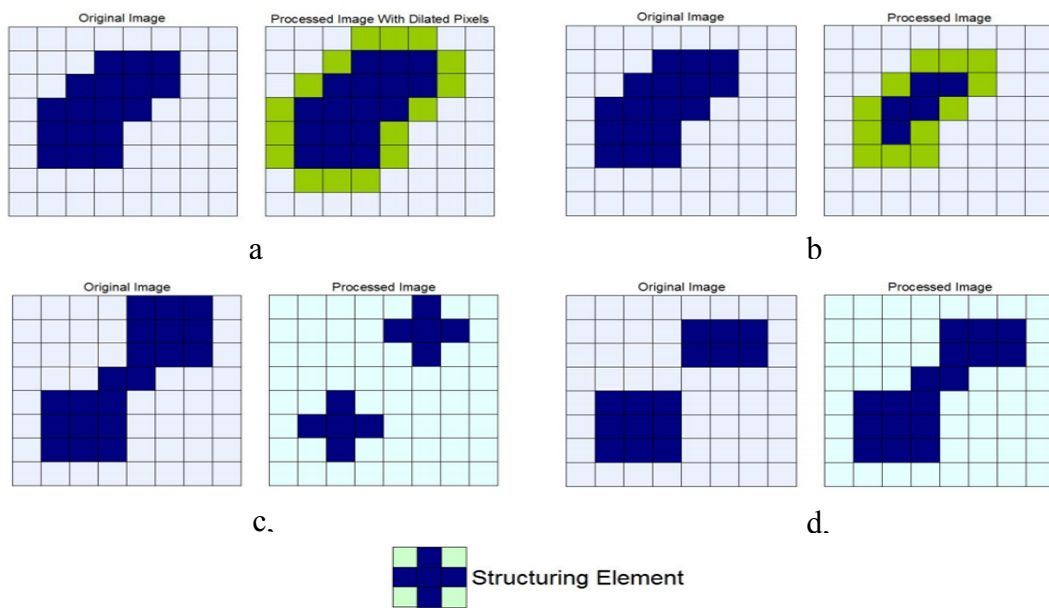 Original Image
Processed Image With Dilated Pixels
Original Image
Processed Image
a
b
Original Image
Processed Image
Original Image
Processed Image
c,
d,
Structuring Element